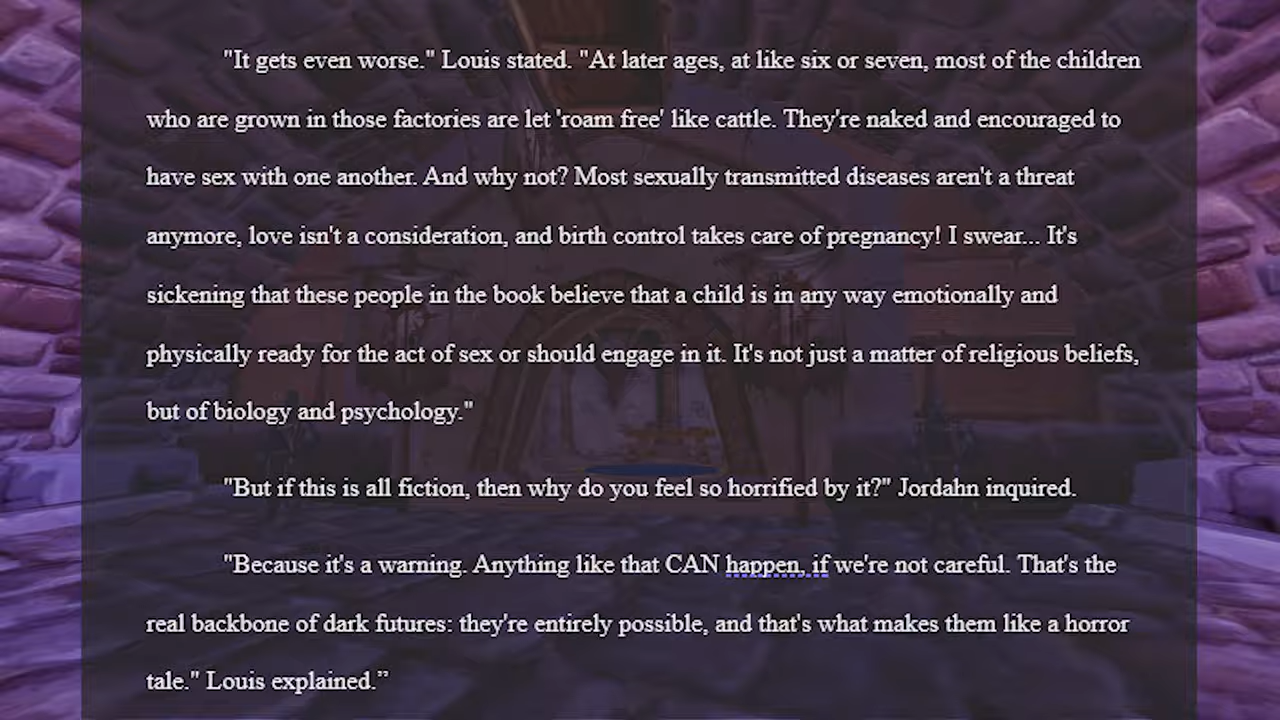 "It gets even worse." Louis stated. "At later ages, at like six or seven, most of the children
who are grown in those factories are let 'roam free' like cattle. They're naked and encouraged to
have sex with one another. And why not? Most sexually transmitted diseases aren't a threat
anymore, love isn't a consideration, and birth control takes care of pregnancy! I swear... It's
sickening that these people in the book believe that a child is in any way emotionally and
physically ready for the act of sex or should engage in it. It's not just a matter of religious beliefs,
but of biology and psychology."
"But if this is all fiction, then why do you feel so horrified by it?" Jordahn inquired.
"Because it's a warning. Anything like that CAN happen, if we're not careful. That's the
real backbone of dark futures: they're entirely possible, and that's what makes them like a horror
tale." Louis explained.”